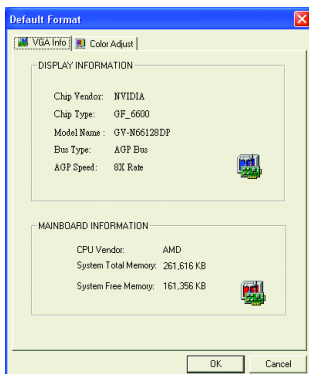 Default Format
VGA Info
Color Adjust
DISPLAY INFORMATION
Chip Vendor: NVIDIA
Chip Type: GF_6600
Model Name : GV-N66128DP
Bus Type: AGP Bus
AGP Speed: 8X Rate
MAINBOARD INFORMATION
CPU Vendor: AMD
System Total Memory: 261,616 KB
System Free Memory: 161,356 KB
OK
Cancel